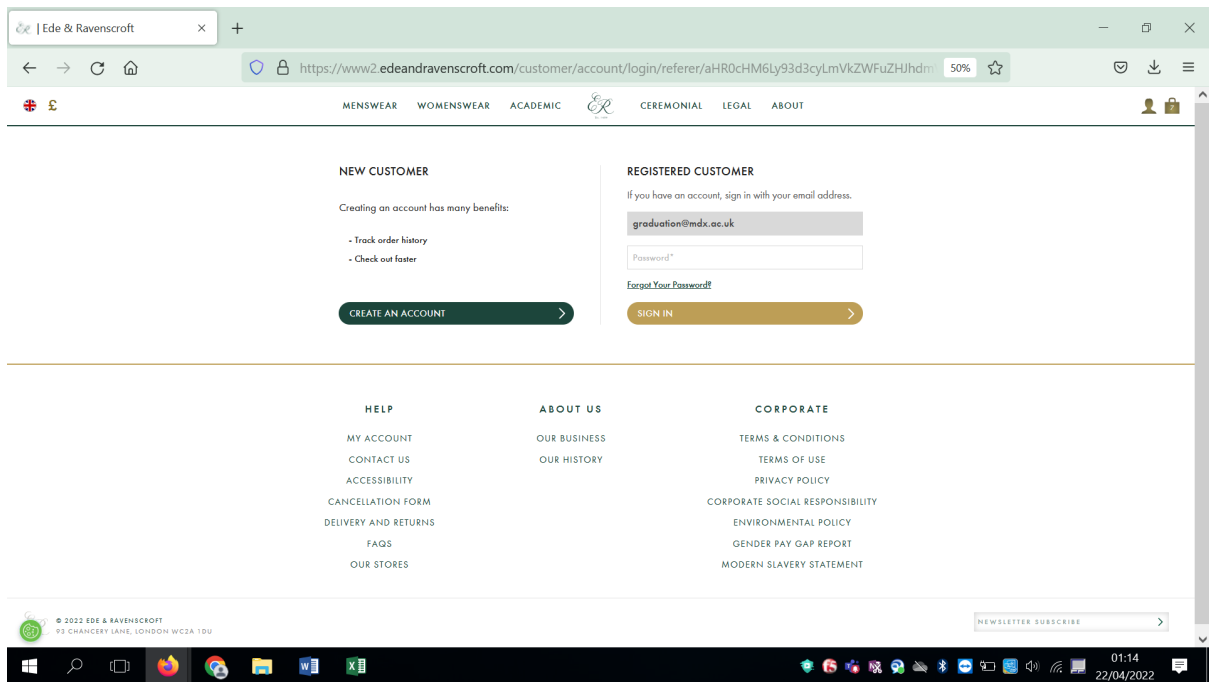 | Ede & Ravenscroft
https://www2.edeandravenscroft.com/customer/account/login/referer/aHR0cHM6Ly93d3cyLmVkZWFuZHJhdm
50%
£
MENSWEAR WOMENSWEAR ACADEMIC ER CEREMONIAL LEGAL ABOUT
2
NEW CUSTOMER
Creating an account has many benefits:
- Track order history
- Check out faster
CREATE AN ACCOUNT
REGISTERED CUSTOMER
If you have an account, sign in with your email address.
graduation@mdx.ac.uk
Password*
Forgot Your Password?
SIGN IN
HELP
MY ACCOUNT
CONTACT US
ACCESSIBILITY
CANCELLATION FORM
DELIVERY AND RETURNS
FAQS
OUR STORES
ABOUT US
OUR BUSINESS
OUR HISTORY
CORPORATE
TERMS & CONDITIONS
TERMS OF USE
PRIVACY POLICY
CORPORATE SOCIAL RESPONSIBILITY
ENVIRONMENTAL POLICY
GENDER PAY GAP REPORT
MODERN SLAVERY STATEMENT
© 2022 EDE & RAVENSCROFT
93 CHANCERY LANE, LONDON WC2A 1DU
NEWSLETTER SUBSCRIBE
01:14
22/04/2022